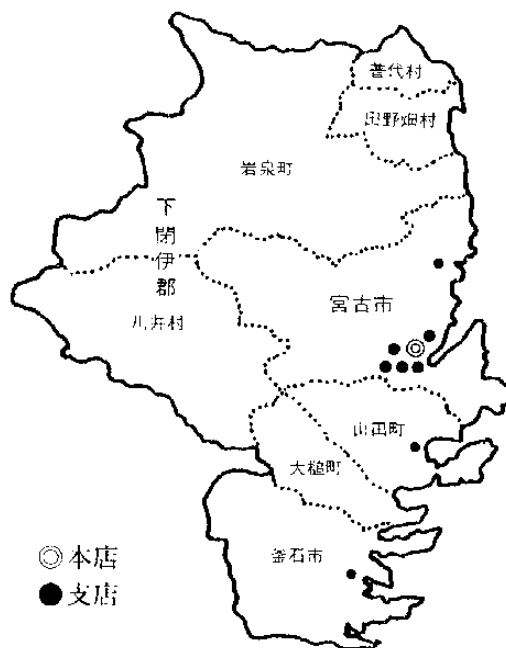 普代村
田野畑村
岩泉町
下閉伊郡
宮古市
川井村
山田町
大槌町
釜石市
◎本店
●支店